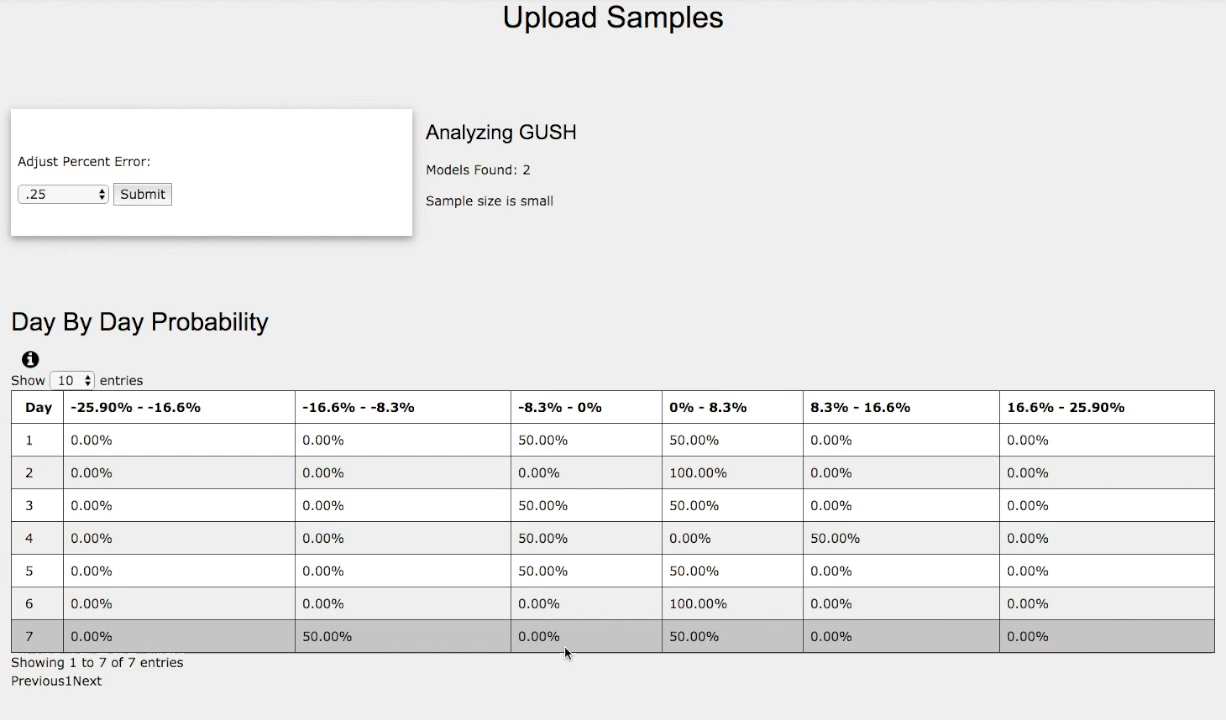 Upload Samples
Adjust Percent Error:
.25 Submit
Analyzing GUSH
Models Found: 2
Sample size is small
Day By Day Probability
Show 10 entries
Day -25.90% - -16.6% -16.6% - -8.3% -8.3% - 0% 0% - 8.3% 8.3% - 16.6% 16.6% - 25.90%
1 0.00% 0.00% 50.00% 50.00% 0.00% 0.00%
2 0.00% 0.00% 0.00% 100.00% 0.00% 0.00%
3 0.00% 0.00% 50.00% 50.00% 0.00% 0.00%
4 0.00% 0.00% 50.00% 0.00% 50.00% 0.00%
5 0.00% 0.00% 50.00% 50.00% 0.00% 0.00%
6 0.00% 0.00% 0.00% 100.00% 0.00% 0.00%
7 0.00% 50.00% 0.00% 50.00% 0.00% 0.00%
Showing 1 to 7 of 7 entries
Previous1Next